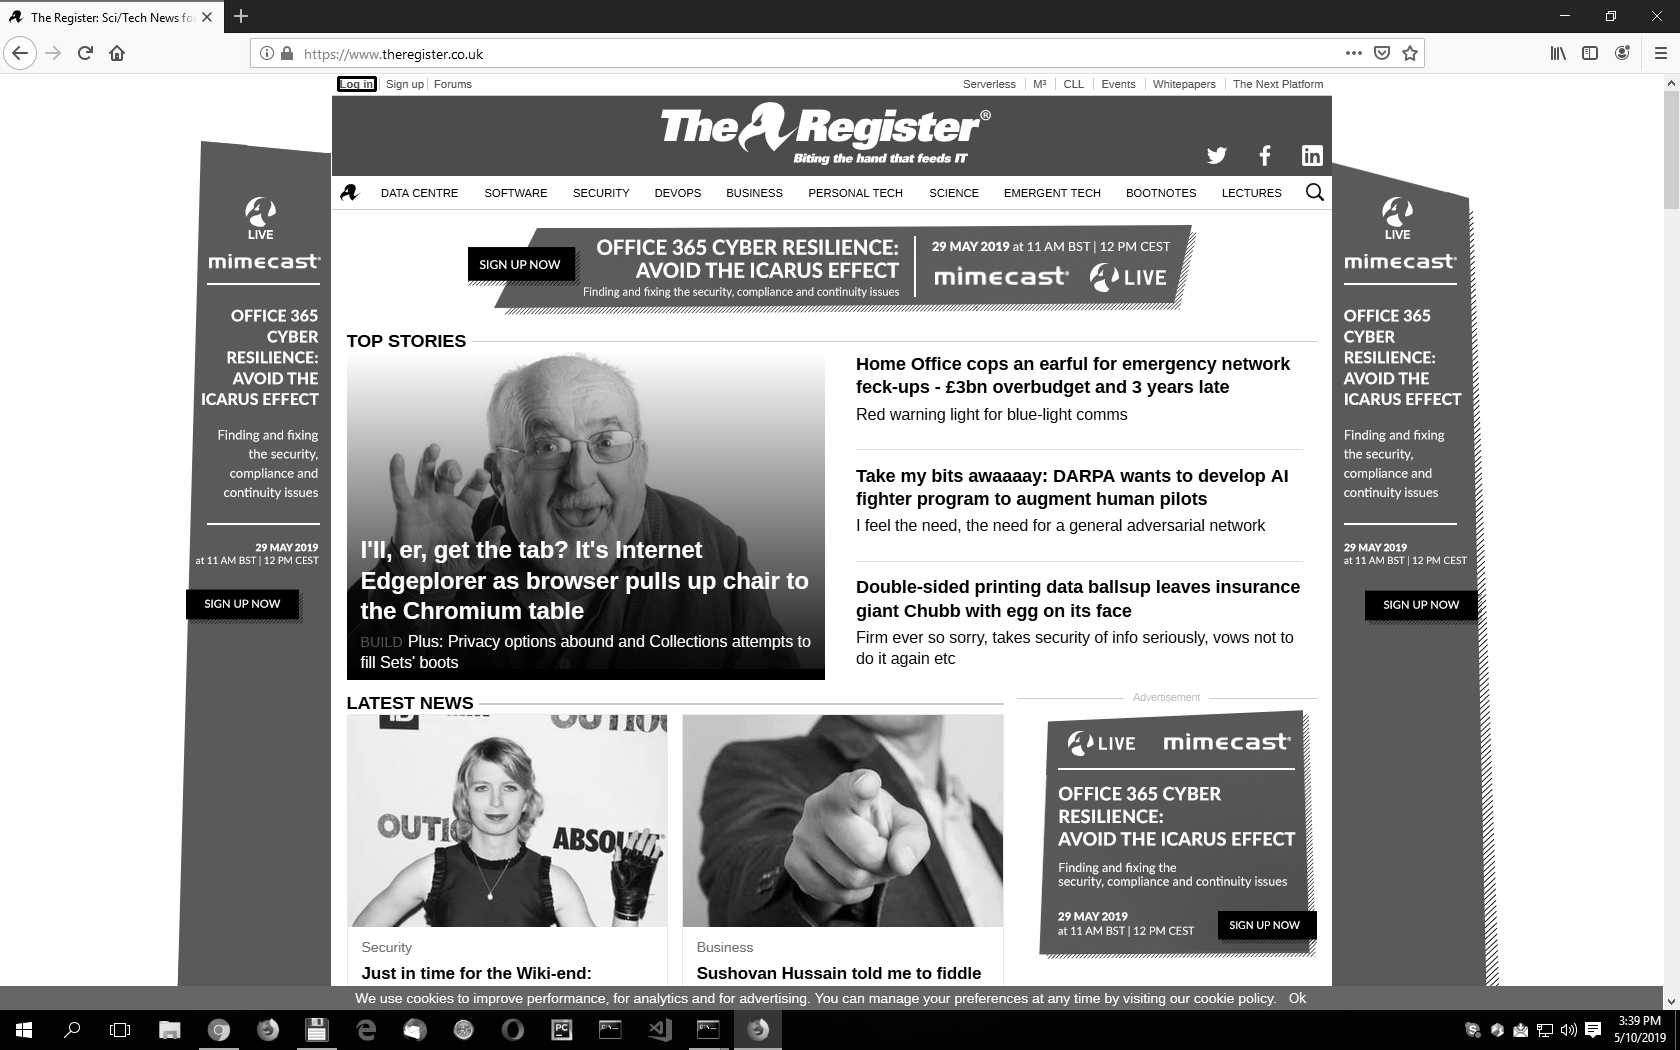 The Register: Sci/Tech News fo
https://www.theregister.co.uk
Log in
Sign up
Forums
Serverless
M³
CLL
Events
Whitepapers
The Next Platform
The Register®
Biting the hand that feeds IT
DATA CENTRE
SOFTWARE
SECURITY
DEVOPS
BUSINESS
PERSONAL TECH
SCIENCE
EMERGENT TECH
BOOTNOTES
LECTURES
LIVE
mimecast
OFFICE 365
CYBER
RESILIENCE:
AVOID THE
ICARUS EFFECT
Finding and fixing
the security,
compliance and
continuity issues
29 MAY 2019
at 11 AM BST | 12 PM CEST
SIGN UP NOW
SIGN UP NOW
OFFICE 365 CYBER RESILIENCE:
AVOID THE ICARUS EFFECT
Finding and fixing the security, compliance and continuity issues
29 MAY 2019 at 11 AM BST | 12 PM CEST
mimecast
LIVE
LIVE
mimecast
OFFICE 365
CYBER
RESILIENCE:
AVOID THE
ICARUS EFFECT
Finding and fixing
the security,
compliance and
continuity issues
29 MAY 2019
at 11 AM BST | 12 PM CEST
SIGN UP NOW
TOP STORIES
I'll, er, get the tab? It's Internet
Edgeplorer as browser pulls up chair to
the Chromium table
BUILD Plus: Privacy options abound and Collections attempts to
fill Sets' boots
Home Office cops an earful for emergency network
feck-ups - £3bn overbudget and 3 years late
Red warning light for blue-light comms
Take my bits awaaaay: DARPA wants to develop AI
fighter program to augment human pilots
I feel the need, the need for a general adversarial network
Double-sided printing data ballsup leaves insurance
giant Chubb with egg on its face
Firm ever so sorry, takes security of info seriously, vows not to
do it again etc
LATEST NEWS
OUTFO
ABSOLUT
Security
Just in time for the Wiki-end:
Business
Sushovan Hussain told me to fiddle
Advertisement
LIVE
mimecast
OFFICE 365 CYBER
RESILIENCE:
AVOID THE ICARUS EFFECT
Finding and fixing the
security, compliance and continuity issues
29 MAY 2019
at 11 AM BST | 12 PM CEST
SIGN UP NOW
We use cookies to improve performance, for analytics and for advertising. You can manage your preferences at any time by visiting our cookie policy.
Ok
PC
3:39 PM
5/10/2019